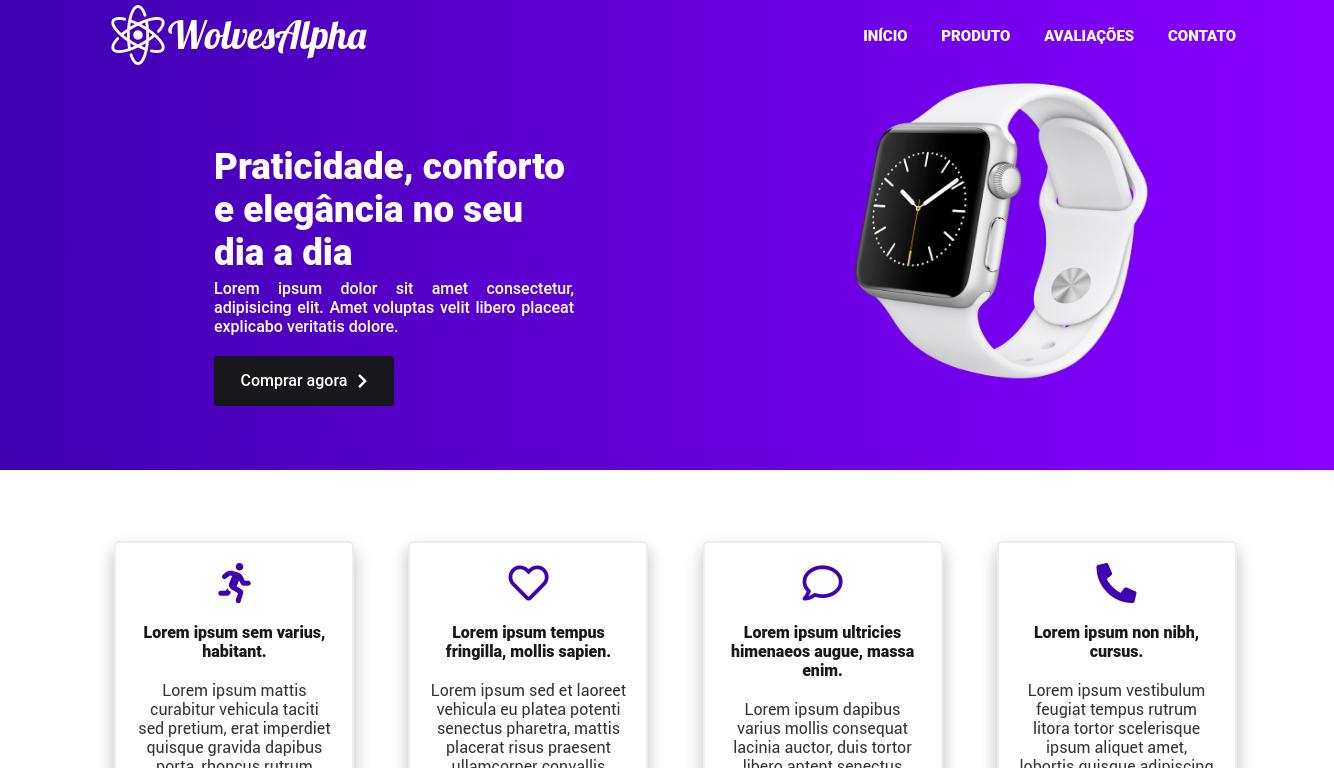 WolvesAlpha
INÍCIO PRODUTO AVALIAÇÕES CONTATO
Praticidade, conforto
e elegância no seu
dia a dia
Lorem ipsum dolor sit amet consectetur,
adipisicing elit. Amet voluptas velit libero placeat
explicabo veritatis dolore.
Comprar agora
Lorem ipsum sem varius,
habitant.
Lorem ipsum mattis
curabitur vehicula taciti
sed pretium, erat imperdiet
quisque gravida dapibus
porta, rhoncus rutrum
Lorem ipsum tempus
fringilla, mollis sapien.
Lorem ipsum sed et laoreet
vehicula eu platea potenti
senectus pharetra, mattis
placerat risus praesent
ullamcorper convallis
Lorem ipsum ultricies
himenaeos augue, massa
enim.
Lorem ipsum dapibus
varius mollis consequat
lacinia auctor, duis tortor
libero aptent senectus
Lorem ipsum non nibh,
cursus.
Lorem ipsum vestibulum
feugiat tempus rutrum
litora tortor scelerisque
ipsum aliquet amet,
lobortis quisque adipiscing